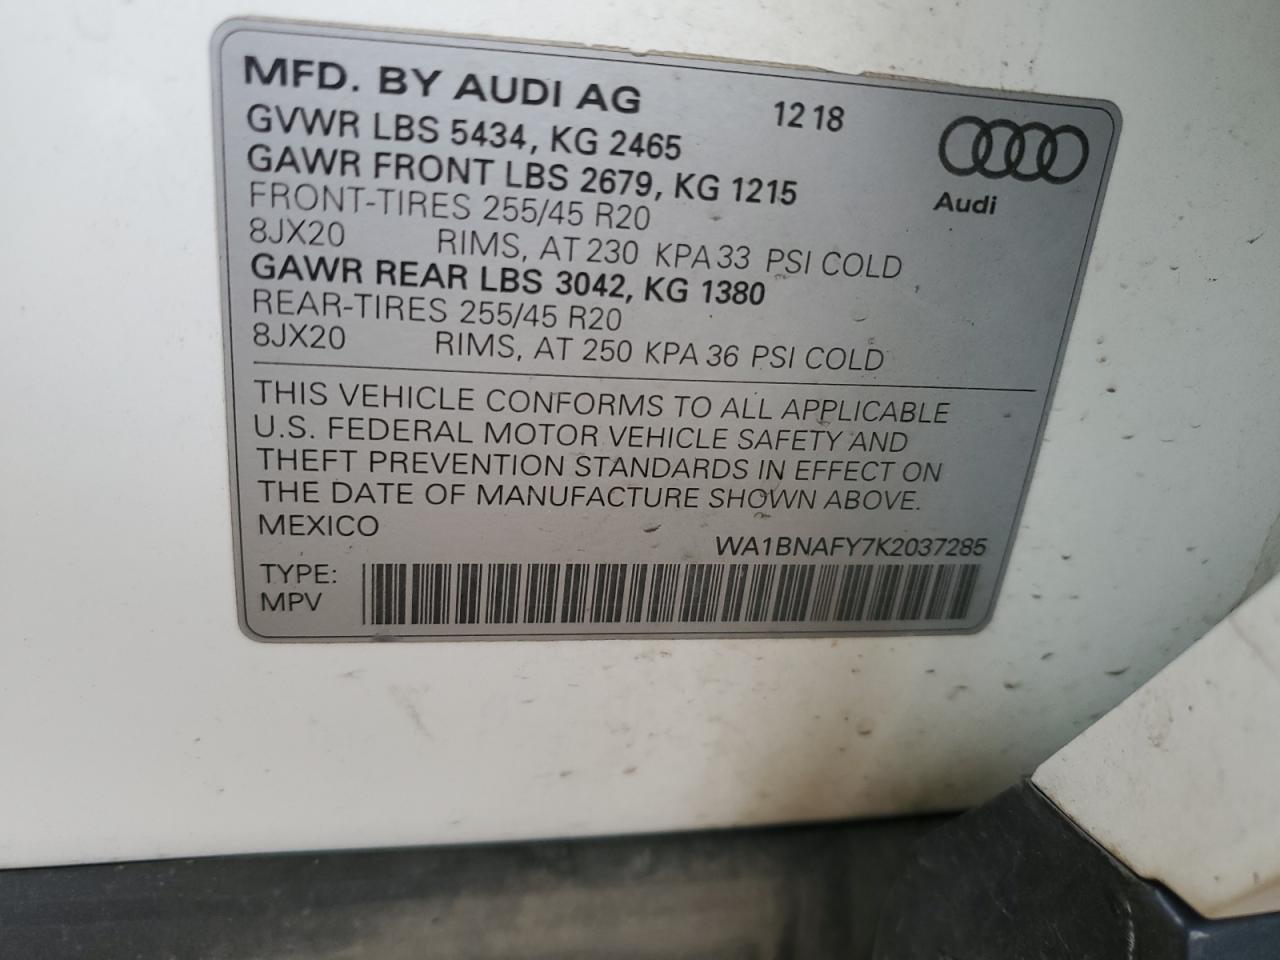 MFD. BY AUDI AG 12 18
GVWR LBS 5434, KG 2465
GAWR FRONT LBS 2679, KG 1215
FRONT-TIRES 255/45 R20
8JX20 RIMS, AT 230 KPA 33 PSI COLD
GAWR REAR LBS 3042, KG 1380
REAR-TIRES 255/45 R20
8JX20 RIMS, AT 250 KPA 36 PSI COLD
Audi
THIS VEHICLE CONFORMS TO ALL APPLICABLE
U.S. FEDERAL MOTOR VEHICLE SAFETY AND
THEFT PREVENTION STANDARDS IN EFFECT ON
THE DATE OF MANUFACTURE SHOWN ABOVE.
MEXICO
WA1BNAFY7K2037285
TYPE:
MPV